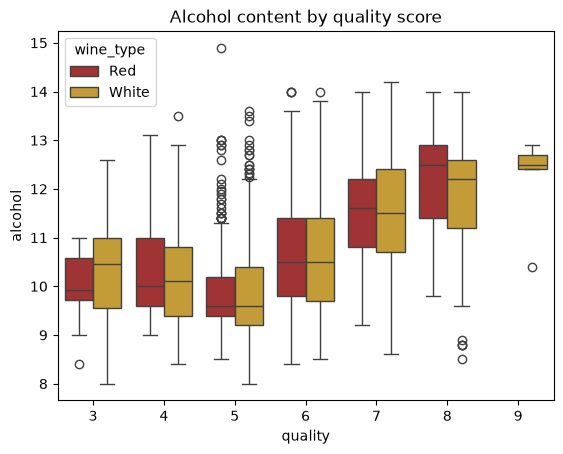 Alcohol content by quality score
wine_type
Red
White
15
14
13
12
11
10
9
8
alcohol
3 4 5 6 7 8 9
quality